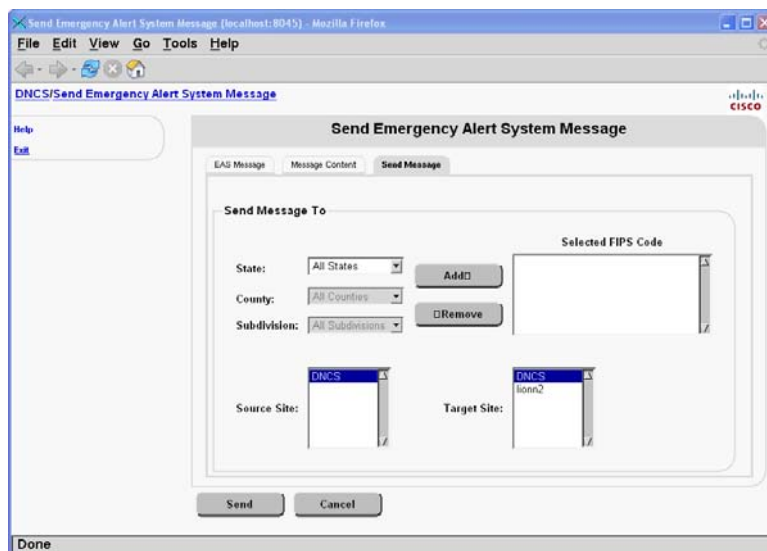 Send Emergency Alert System Message [localhost:8045] - Mozilla Firefox
File Edit View Go Tools Help
DNCS/Send Emergency Alert System Message
CISCO
Help
Exit
Send Emergency Alert System Message
EAS Message Message Content Send Message
Send Message To
Selected FIPS Code
State: All States Add□
County: All Counties
□Remove
Subdivision: All Subdivisions
DNCS DNCS
lionn2
Source Site: Target Site:
Send Cancel
Done